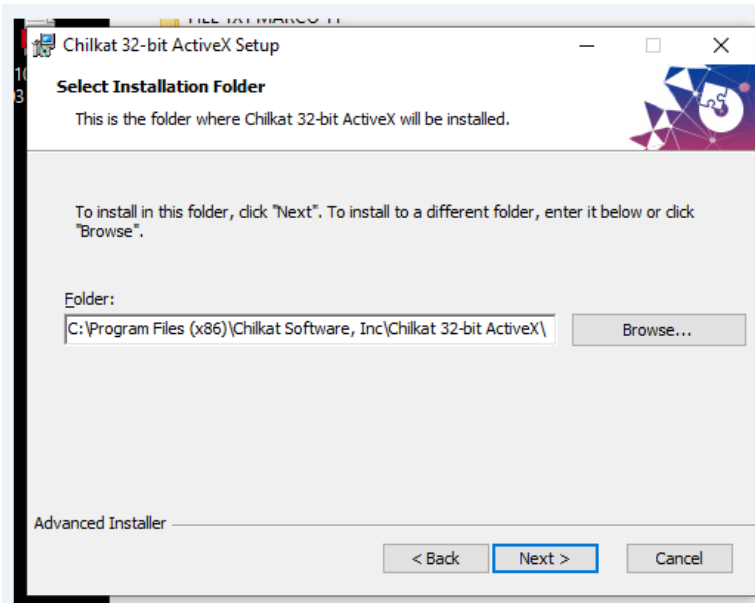 Chilkat 32-bit ActiveX Setup
Select Installation Folder
This is the folder where Chilkat 32-bit ActiveX will be installed.
To install in this folder, click "Next". To install to a different folder, enter it below or click
"Browse".
Folder:
C:\Program Files (x86)\Chilkat Software, Inc\Chilkat 32-bit ActiveX\
Browse...
Advanced Installer
< Back
Next >
Cancel